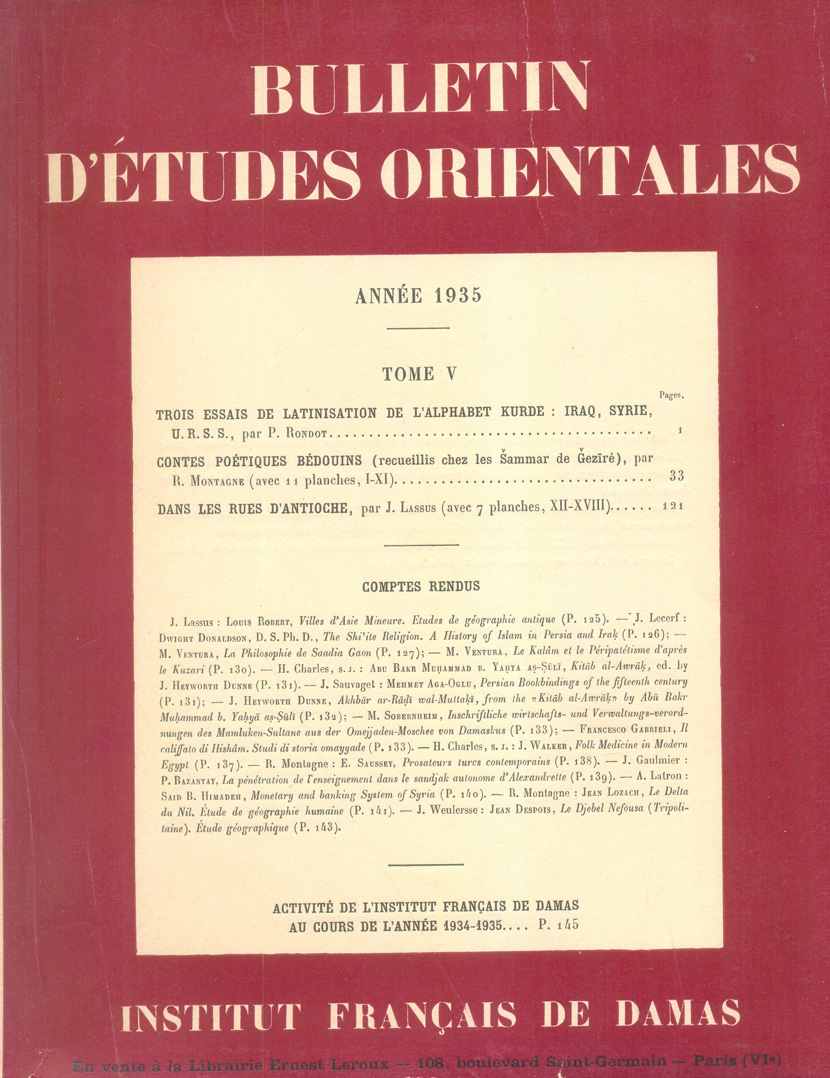 BULLETIN
D'ÉTUDES ORIENTALES
ANNÉE 1935
TOME V
Pages.
TROIS ESSAIS DE LATINISATION DE L'ALPHABET KURDE : IRAQ, SYRIE,
U.R.S.S., par P. RONDOT........................................ 1
CONTES POÉTIQUES BÉDOUINS (recueillis chez les Šammar de Ǧezīré), par
R. MONTAGNE (avec 11 planches, I-XI)................................ 33
DANS LES RUES D'ANTIOCHE, par J. LASSUS (avec 7 planches, XII-XVIII)...... 121
COMPTES RENDUS
J. Lassus : LOUIS ROBERT, Villes d'Asie Mineure. Etudes de géographie antique (P. 125). — J. Lecerf :
DWIGHT DONALDSON, D. S. Ph. D., The Shi'ite Religion. A History of Islam in Persia and Iraḳ (P. 126); —
M. VENTURA, La Philosophie de Saadia Gaon (P. 127); — M. VENTURA, Le Kalâm et le Péripatétisme d'après
le Kuzari (P. 130). — H. Charles, S.J. : ABU BAKR MUḤAMMAD B. YAḤYA AṢ-ṢŪLĪ, Kitāb al-Awrāḳ, ed. by
J. HEYWORTH DUNNE (P. 131). — J. Sauvaget : MEHMET AGA-OGLU, Persian Bookbindings of the fifteenth century
(P. 131); — J. HEYWORTH DUNNE, Akhbār ar-Rāḍī wal-Muttaḳī, from the «Kitāb al-Awrāḳ» by Abū Bakr
Muḥammad b. Yaḥyā aṣ-Ṣūlī (P. 132); — M. SOBERNHEIM, Inschriftliche wirtschafts- und Verwaltungs-verord-
nungen des Mamluken-Sultane aus der Omejjaden-Moschee von Damaskus (P. 133); — FRANCESCO GABRIELI, Il
califfato di Hishâm. Studi di storia omayyade (P. 133). — H. Charles, S.J. : J. WALKER, Folk Medicine in Modern
Egypt (P. 137). — R. Montagne : E. SAUSSEY, Prosateurs turcs contemporains (P. 138). — J. Gaulmier :
P. BAZANTAY, La pénétration de l'enseignement dans le sandjak autonome d'Alexandrette (P. 139). — A. Latron :
SAID B. HIMADEH, Monetary and banking System of Syria (P. 140). — R. Montagne : JEAN LOZACH, Le Delta
du Nil. Étude de géographie humaine (P. 141). — J. Weulersse : JEAN DESPOIS, Le Djebel Nefousa (Tripoli-
taine). Étude géographique (P. 143).
ACTIVITÉ DE L'INSTITUT FRANÇAIS DE DAMAS
AU COURS DE L'ANNÉE 1934-1935.... P. 145
INSTITUT FRANÇAIS DE DAMAS
En vente à la Librairie Ernest Leroux — 108, boulevard Saint-Germain — Paris (VIe)